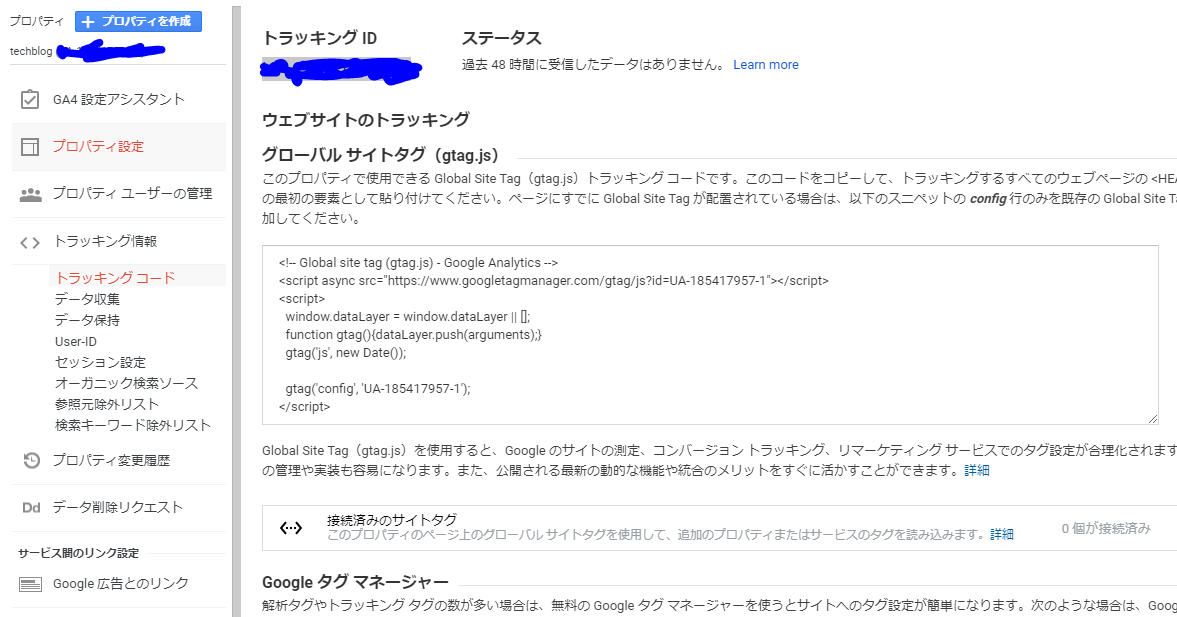 プロパティ
＋ プロパティを作成
techblog
GA4 設定アシスタント
プロパティ設定
プロパティ ユーザーの管理
トラッキング情報
トラッキング コード
データ収集
データ保持
User-ID
セッション設定
オーガニック検索ソース
参照元除外リスト
検索キーワード除外リスト
プロパティ変更履歴
Dd データ削除リクエスト
サービス間のリンク設定
Google 広告とのリンク
トラッキング ID
ステータス
過去 48 時間に受信したデータはありません。 Learn more
ウェブサイトのトラッキング
グローバル サイトタグ（gtag.js）
このプロパティで使用できる Global Site Tag（gtag.js）トラッキング コードです。このコードをコピーして、トラッキングするすべてのウェブページの <HEA
の最初の要素として貼り付けてください。ページにすでに Global Site Tag が配置されている場合は、以下のスニペットの config 行のみを既存の Global Site Ta
加してください。
<!-- Global site tag (gtag.js) - Google Analytics -->
<script async src="https://www.googletagmanager.com/gtag/js?id=UA-185417957-1"></script>
<script>
window.dataLayer = window.dataLayer || [];
function gtag(){dataLayer.push(arguments);}
gtag('js', new Date());
gtag('config', 'UA-185417957-1');
</script>
Global Site Tag（gtag.js）を使用すると、Google のサイトの測定、コンバージョン トラッキング、リマーケティング サービスでのタグ設定が合理化されます
の管理や実装も容易になります。また、公開される最新の動的な機能や統合のメリットをすぐに活かすことができます。詳細
接続済みのサイトタグ
このプロパティのページ上のグローバル サイトタグを使用して、追加のプロパティまたはサービスのタグを読み込みます。詳細
0 個が接続済み
Google タグ マネージャー
解析タグやトラッキング タグの数が多い場合は、無料の Google タグ マネージャーを使うとサイトへのタグ設定が簡単になります。次のような場合は、Goog